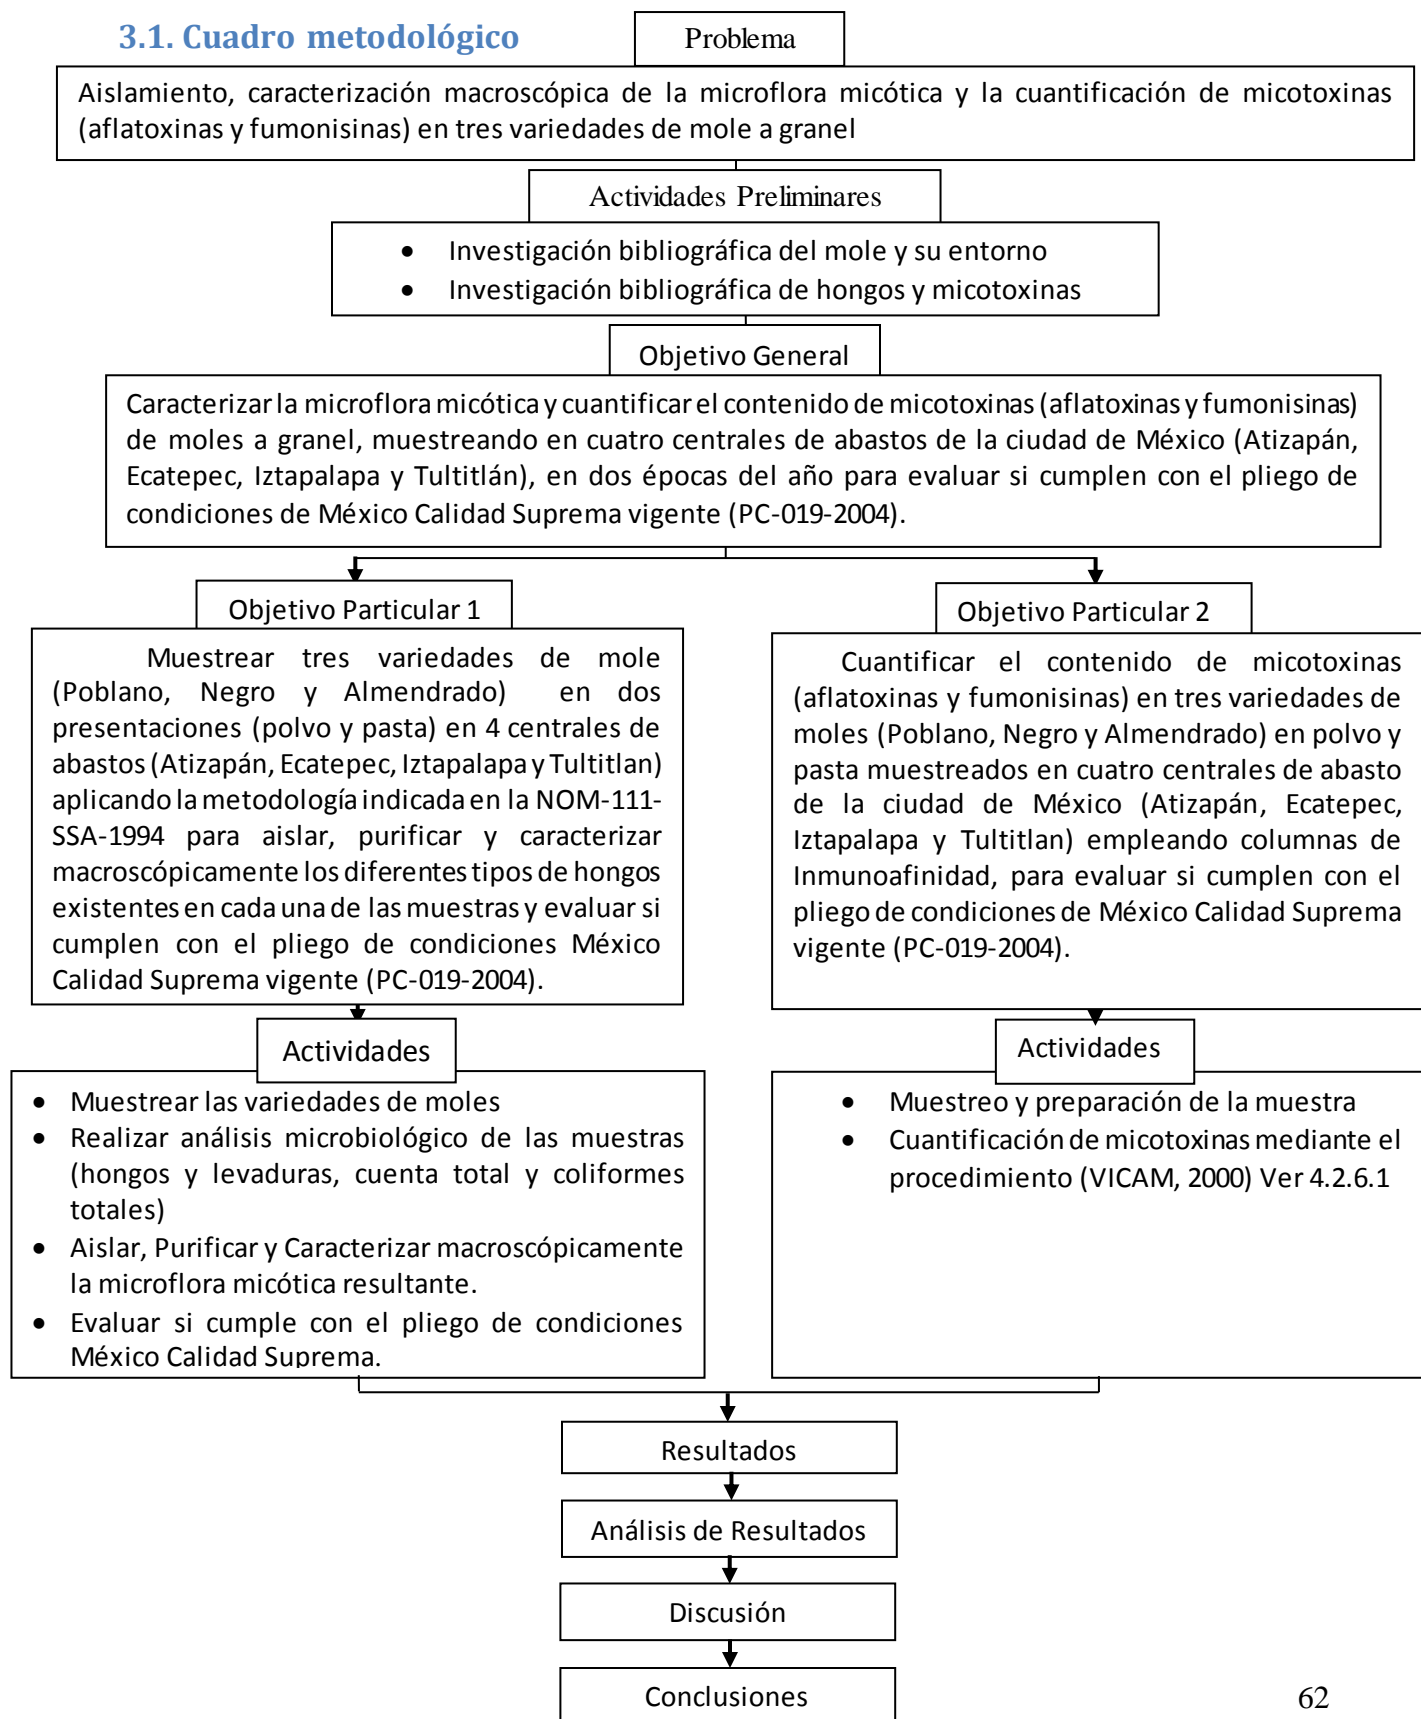 3.1. Cuadro metodológico
Problema
Aislamiento, caracterización macroscópica de la microflora micótica y la cuantificación de micotoxinas
(aflatoxinas y fumonisinas) en tres variedades de mole a granel
Actividades Preliminares
• Investigación bibliográfica del mole y su entorno
• Investigación bibliográfica de hongos y micotoxinas
Objetivo General
Caracterizar la microflora micótica y cuantificar el contenido de micotoxinas (aflatoxinas y fumonisinas)
de moles a granel, muestreando en cuatro centrales de abastos de la ciudad de México (Atizapán,
Ecatepec, Iztapalapa y Tultitlán), en dos épocas del año para evaluar si cumplen con el pliego de
condiciones de México Calidad Suprema vigente (PC-019-2004).
Objetivo Particular 1
Muestrear tres variedades de mole
(Poblano, Negro y Almendrado) en dos
presentaciones (polvo y pasta) en 4 centrales de
abastos (Atizapán, Ecatepec, Iztapalapa y Tultitlan)
aplicando la metodología indicada en la NOM-111-
SSA-1994 para aislar, purificar y caracterizar
macroscópicamente los diferentes tipos de hongos
existentes en cada una de las muestras y evaluar si
cumplen con el pliego de condiciones México
Calidad Suprema vigente (PC-019-2004).
Objetivo Particular 2
Cuantificar el contenido de micotoxinas
(aflatoxinas y fumonisinas) en tres variedades de
moles (Poblano, Negro y Almendrado) en polvo y
pasta muestreados en cuatro centrales de abasto
de la ciudad de México (Atizapán, Ecatepec,
Iztapalapa y Tultitlan) empleando columnas de
Inmunoafinidad, para evaluar si cumplen con el
pliego de condiciones de México Calidad Suprema
vigente (PC-019-2004).
Actividades
• Muestrear las variedades de moles
• Realizar análisis microbiológico de las muestras
(hongos y levaduras, cuenta total y coliformes
totales)
• Aislar, Purificar y Caracterizar macroscópicamente
la microflora micótica resultante.
• Evaluar si cumple con el pliego de condiciones
México Calidad Suprema.
Actividades
• Muestreo y preparación de la muestra
• Cuantificación de micotoxinas mediante el
procedimiento (VICAM, 2000) Ver 4.2.6.1
Resultados
Análisis de Resultados
Discusión
Conclusiones
62